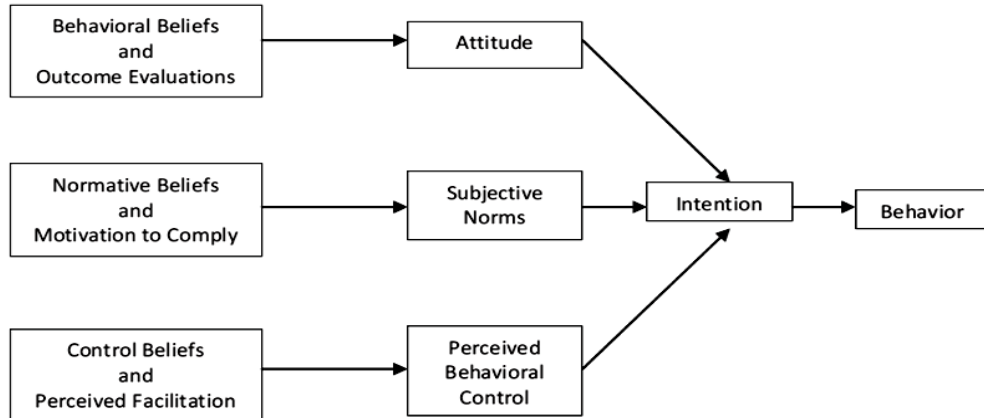 Behavioral Beliefs
and
Outcome Evaluations
Attitude
Normative Beliefs
and
Motivation to Comply
Subjective
Norms
Intention
Behavior
Control Beliefs
and
Perceived Facilitation
Perceived
Behavioral
Control